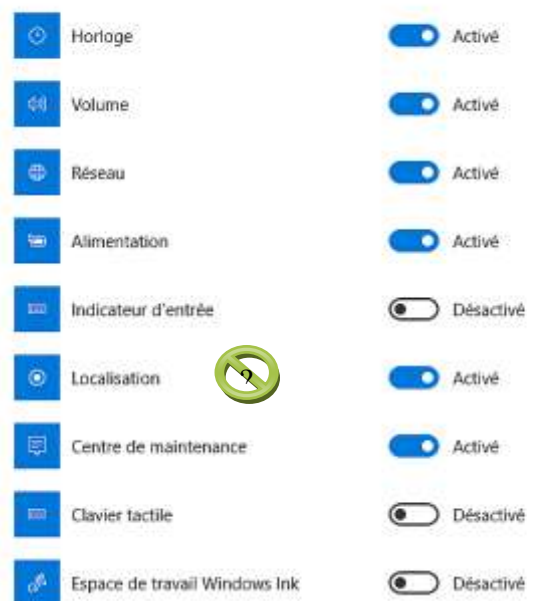 Horloge Activé
Volume Activé
Réseau Activé
Alimentation Activé
Indicateur d'entrée Désactivé
Localisation ? Activé
Centre de maintenance Activé
Clavier tactile Désactivé
Espace de travail Windows Ink Désactivé